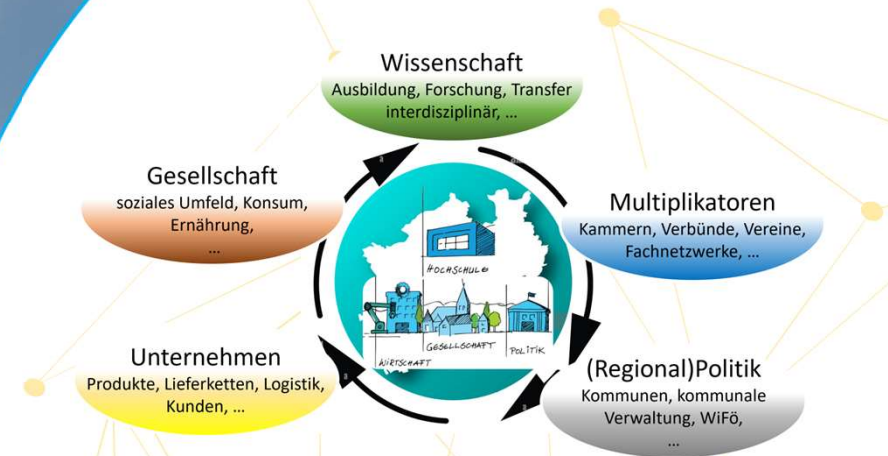 Wissenschaft
Ausbildung, Forschung, Transfer
interdisziplinär, ...
Multiplikatoren
Kammern, Verbünde, Vereine,
Fachnetzwerke, ...
(Regional)Politik
Kommunen, kommunale
Verwaltung, WiFö,
...
Unternehmen
Produkte, Lieferketten, Logistik,
Kunden, ...
Gesellschaft
soziales Umfeld, Konsum,
Ernährung,
...
HOCHSCHULE
WIRTSCHAFT
GESELLSCHAFT
POLITIK